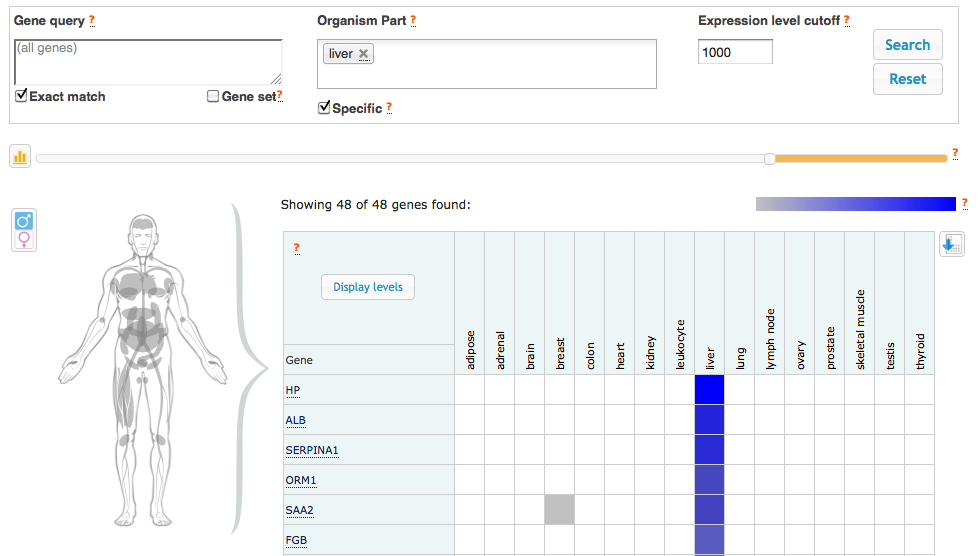 Gene query ? Organism Part ? Expression level cutoff ?
(all genes)
liver
1000
Search
Reset
Exact match Gene set?
Specific ?
?
Showing 48 of 48 genes found:
?
?
Display levels
Gene
adipose
adrenal
brain
breast
colon
heart
kidney
leukocyte
liver
lung
lymph node
ovary
prostate
skeletal muscle
testis
thyroid
HP
ALB
SERPINA1
ORM1
SAA2
FGB